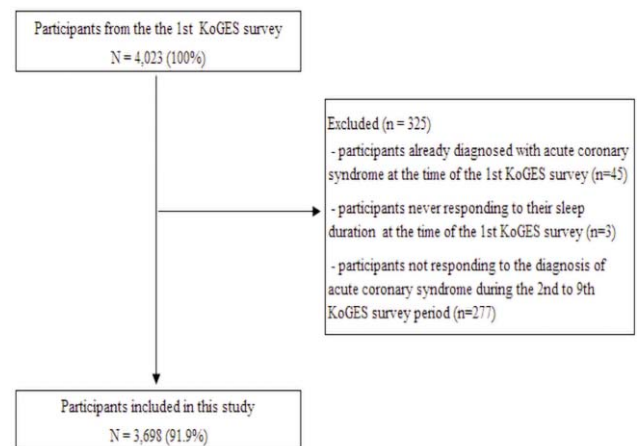 Participants from the the 1st KoGES survey
N = 4,023 (100%)
Excluded (n = 325)
- participants already diagnosed with acute coronary
syndrome at the time of the 1st KoGES survey (n=45)
- participants never responding to their sleep
duration at the time of the 1st KoGES survey (n=3)
- participants not responding to the diagnosis of
acute coronary syndrome during the 2nd to 9th
KoGES survey period (n=277)
Participants included in this study
N = 3,698 (91.9%)